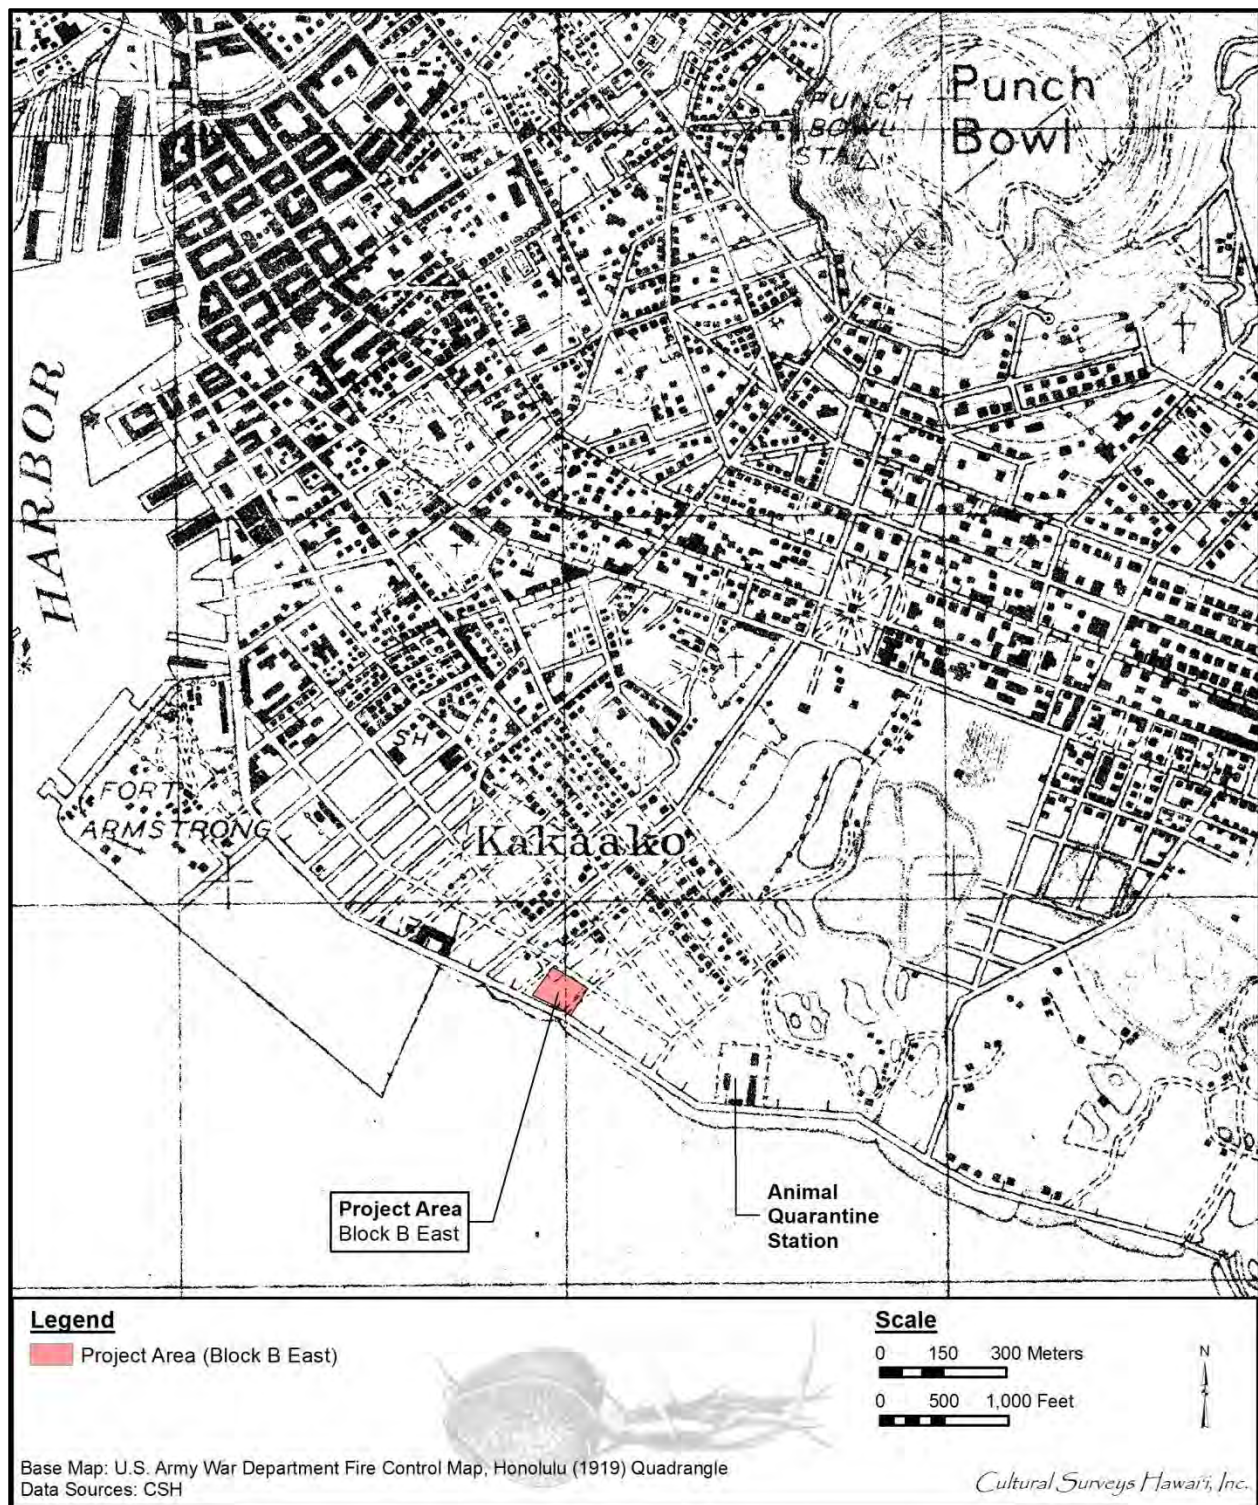 Punch
Bowl
PUNCH
BOWL
STA
HARBOR
SH
FORT
ARMSTRONG
Kakaako
Project Area
Block B East
Animal
Quarantine
Station
Legend
Project Area (Block B East)
Scale
0 150 300 Meters
0 500 1,000 Feet
N
Base Map: U.S. Army War Department Fire Control Map, Honolulu (1919) Quadrangle
Data Sources: CSH
Cultural Surveys Hawai'i, Inc.